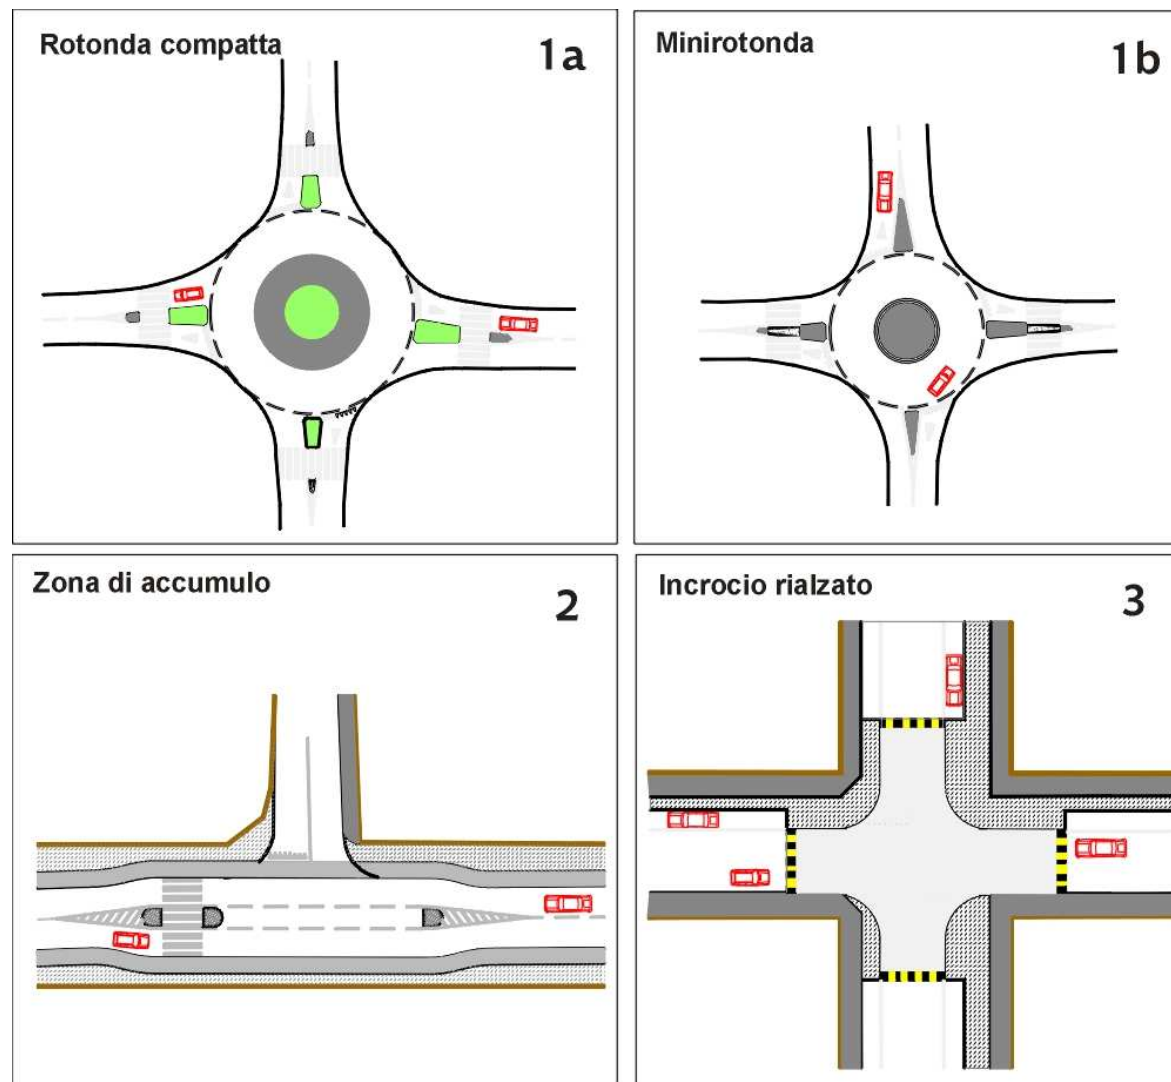 Rotonda compatta
1a
Minirotonda
1b
Zona di accumulo
2
Incrocio rialzato
3